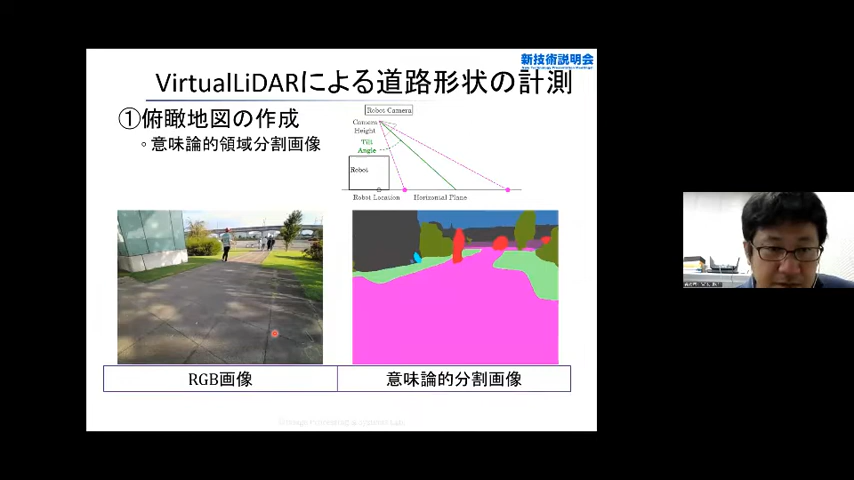 新技術説明会
VirtualLiDARによる道路形状の計測
①俯瞰地図の作成
◦意味論的領域分割画像
Robot Camera
Camera
Height
Tilt
Angle
Robot
Robot Location
Horizontal Plane
RGB画像
意味論的分割画像